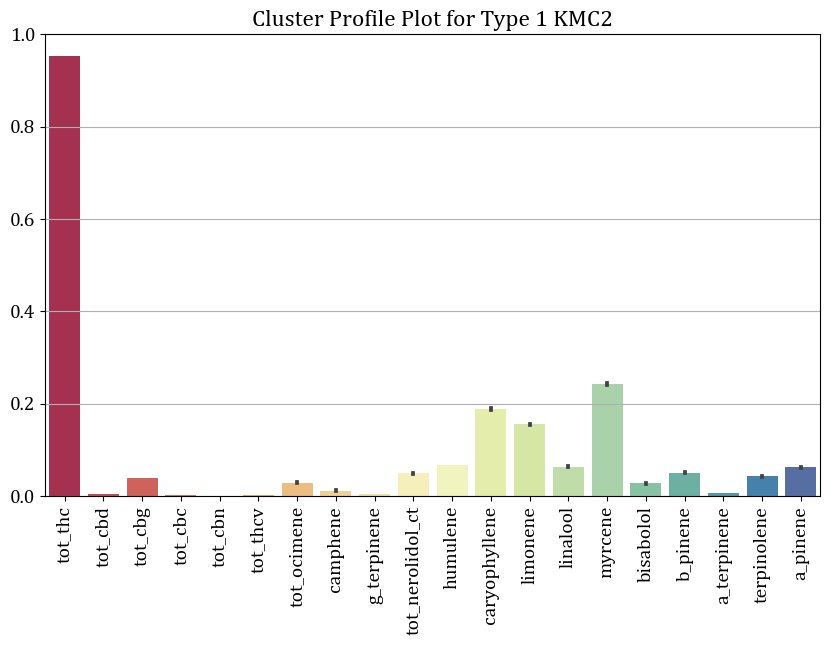 Cluster Profile Plot for Type 1 KMC2
1.0
0.8
0.6
0.4
0.2
0.0
tot_thc
tot_cbd
tot_cbg
tot_cbc
tot_cbn
tot_thcv
tot_ocimene
camphene
g_terpinene
tot_nerolidol_ct
humulene
caryophyllene
limonene
linalool
myrcene
bisabolol
b_pinene
a_terpinene
terpinolene
a_pinene